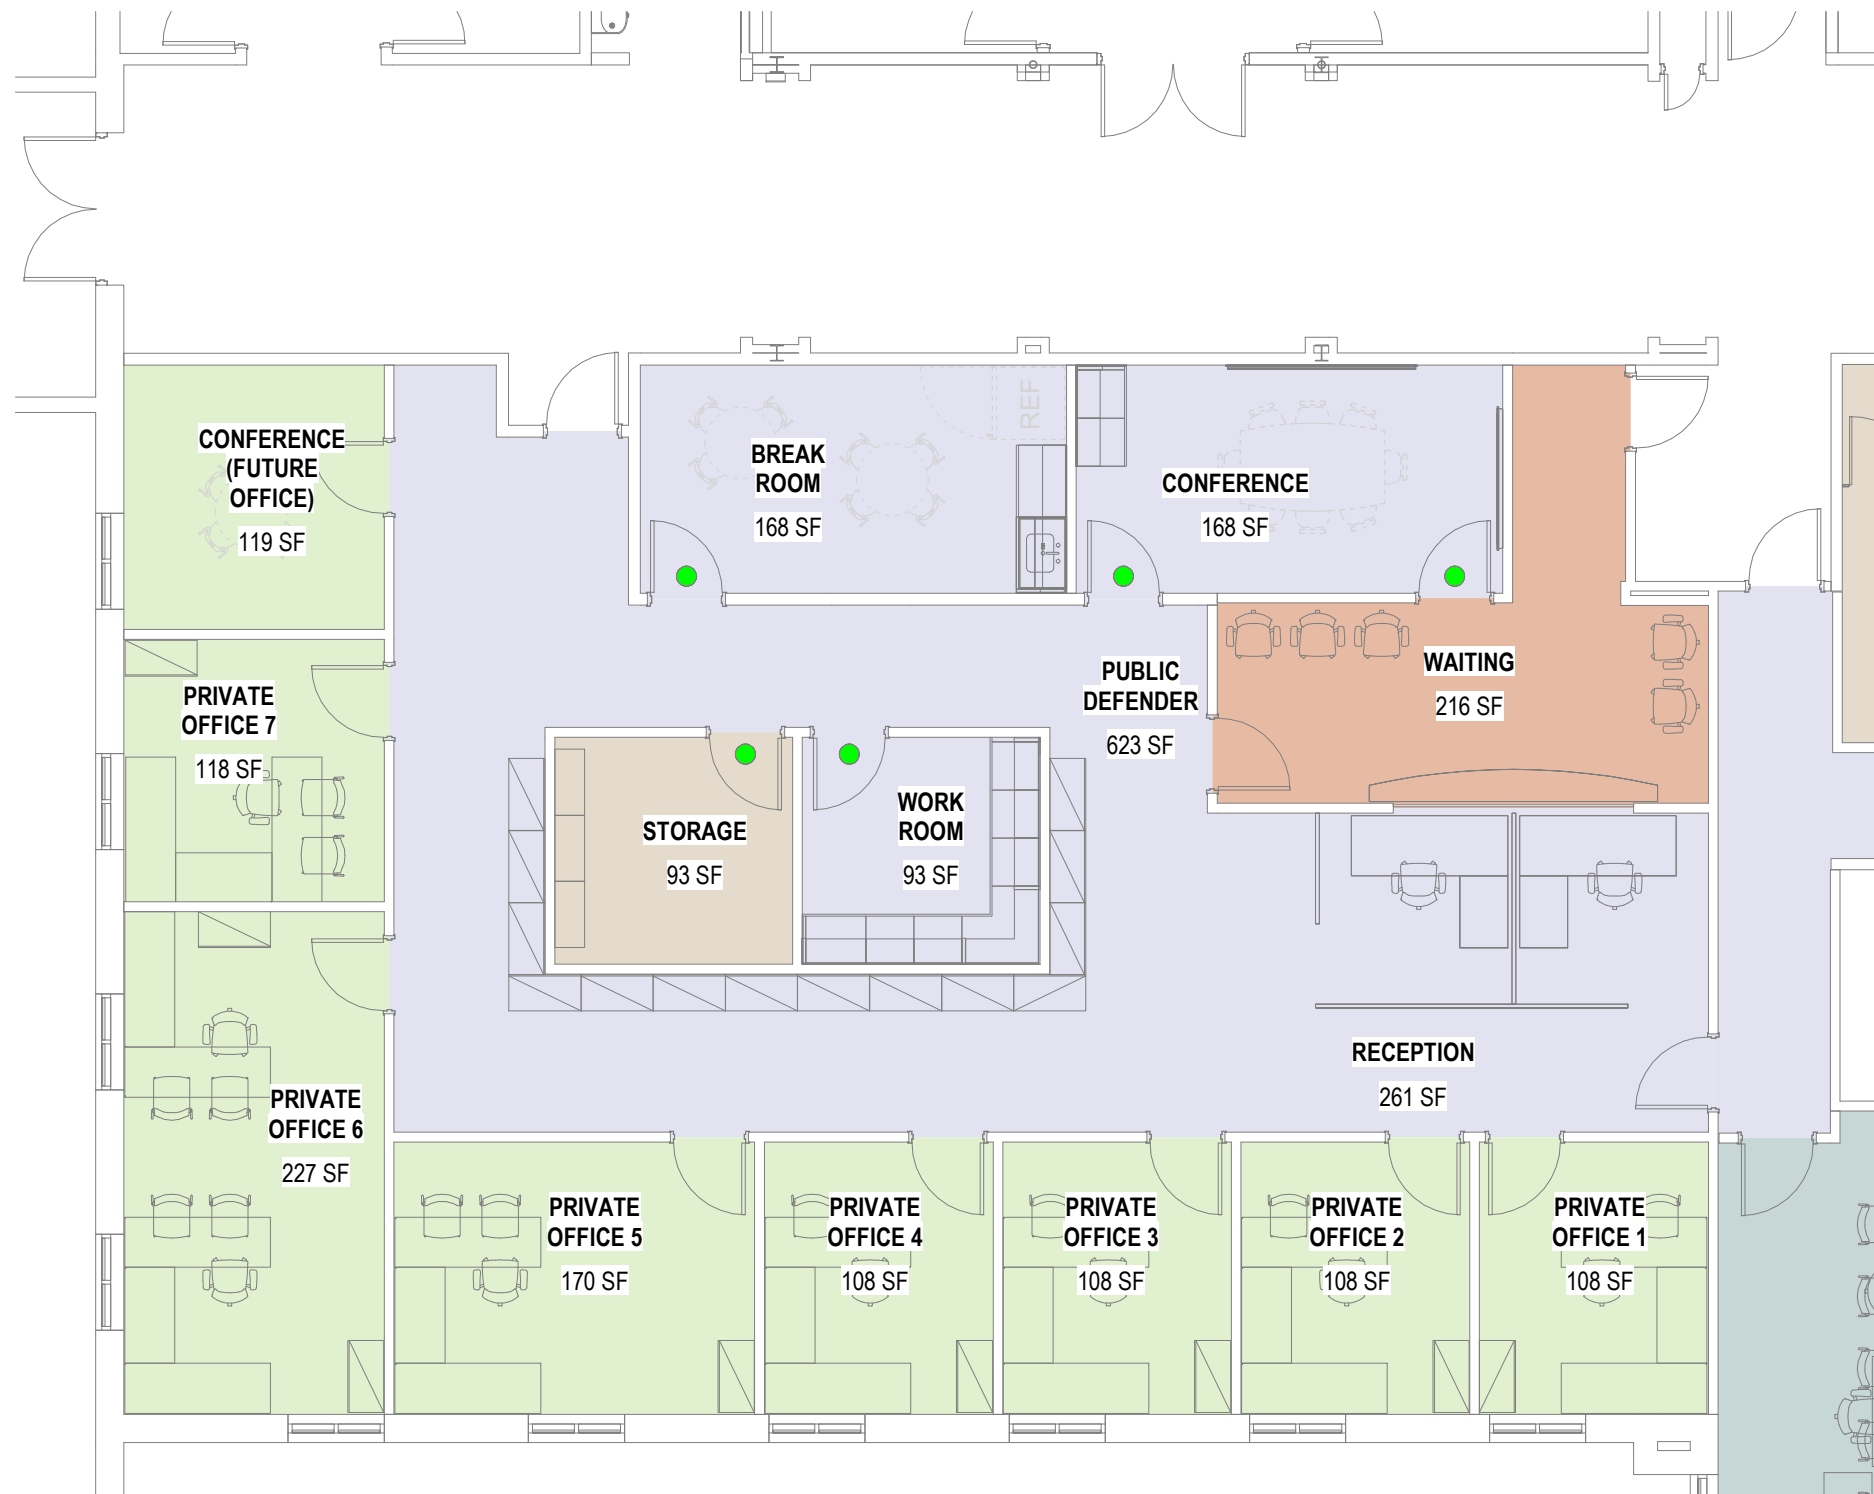 CONFERENCE
(FUTURE
OFFICE)
119 SF
BREAK
ROOM
168 SF
REF
CONFERENCE
168 SF
PRIVATE
OFFICE 7
118 SF
PUBLIC
DEFENDER
623 SF
WAITING
216 SF
STORAGE
93 SF
WORK
ROOM
93 SF
PRIVATE
OFFICE 6
227 SF
RECEPTION
261 SF
PRIVATE
OFFICE 5
170 SF
PRIVATE
OFFICE 4
108 SF
PRIVATE
OFFICE 3
108 SF
PRIVATE
OFFICE 2
108 SF
PRIVATE
OFFICE 1
108 SF